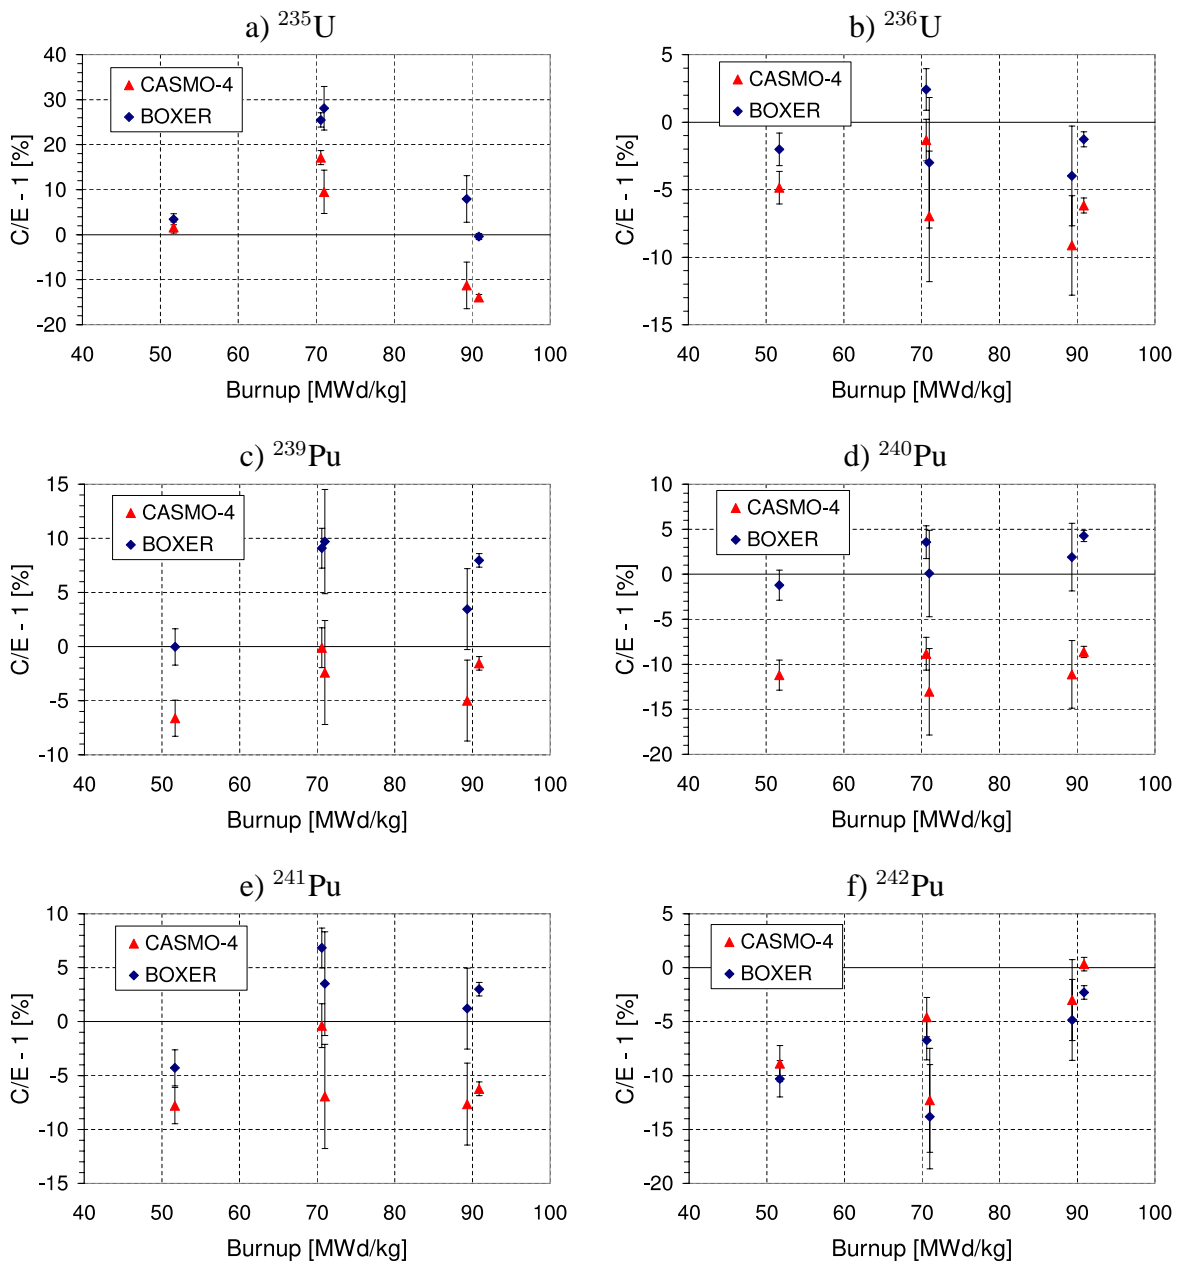 a) ²³⁵U
40
30
20
10
0
-10
-20
C/E - 1 [%]
CASMO-4
BOXER
40 50 60 70 80 90 100
Burnup [MWd/kg]
b) ²³⁶U
5
0
-5
-10
-15
C/E - 1 [%]
CASMO-4
BOXER
40 50 60 70 80 90 100
Burnup [MWd/kg]
c) ²³⁹Pu
15
10
5
0
-5
-10
C/E - 1 [%]
CASMO-4
BOXER
40 50 60 70 80 90 100
Burnup [MWd/kg]
d) ²⁴⁰Pu
10
5
0
-5
-10
-15
-20
C/E - 1 [%]
CASMO-4
BOXER
40 50 60 70 80 90 100
Burnup [MWd/kg]
e) ²⁴¹Pu
10
5
0
-5
-10
-15
C/E - 1 [%]
CASMO-4
BOXER
40 50 60 70 80 90 100
Burnup [MWd/kg]
f) ²⁴²Pu
5
0
-5
-10
-15
-20
C/E - 1 [%]
CASMO-4
BOXER
40 50 60 70 80 90 100
Burnup [MWd/kg]